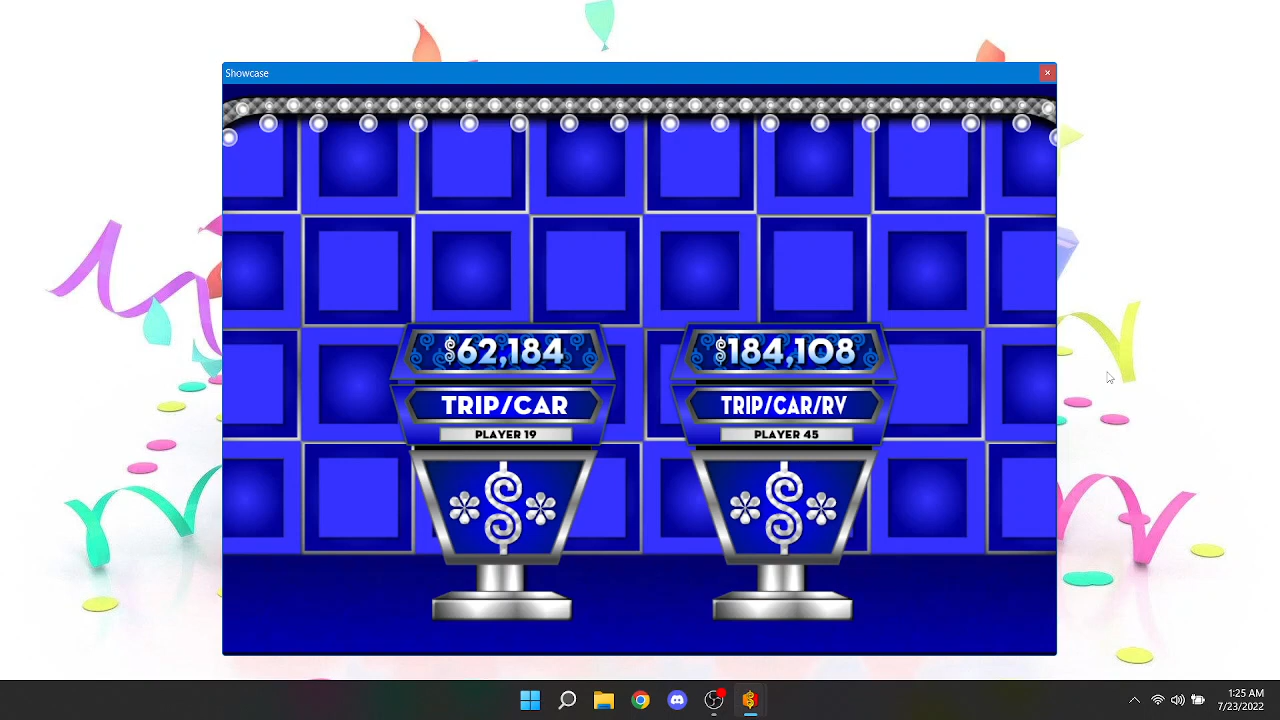 Showcase
$62,184
$184,108
TRIP/CAR
TRIP/CAR/RV
PLAYER 19
PLAYER 45
1:25 AM
7/23/2022